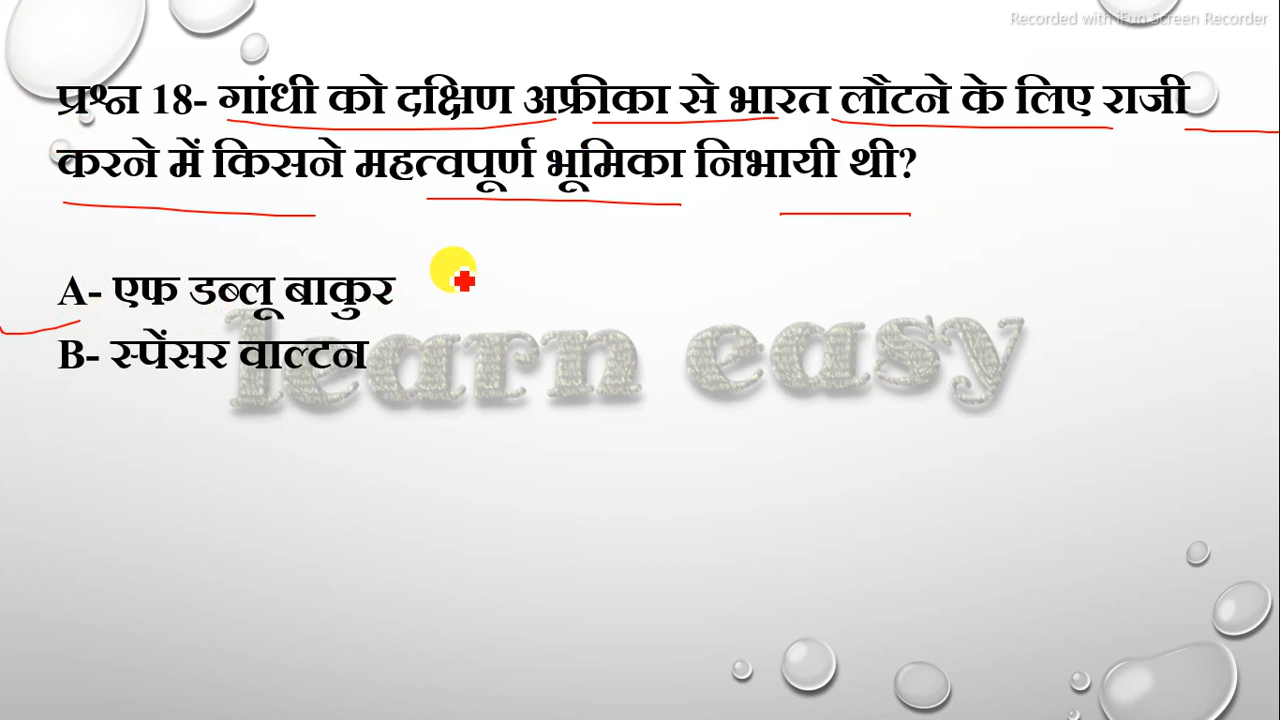 Recorded with iFun Screen Recorder
प्रश्न 18- गांधी को दक्षिण अफ्रीका से भारत लौटने के लिए राजी
करने में किसने महत्वपूर्ण भूमिका निभायी थी?
A- एफ डब्लू बाकुर
B- स्पेंसर वाल्टन
learn easy